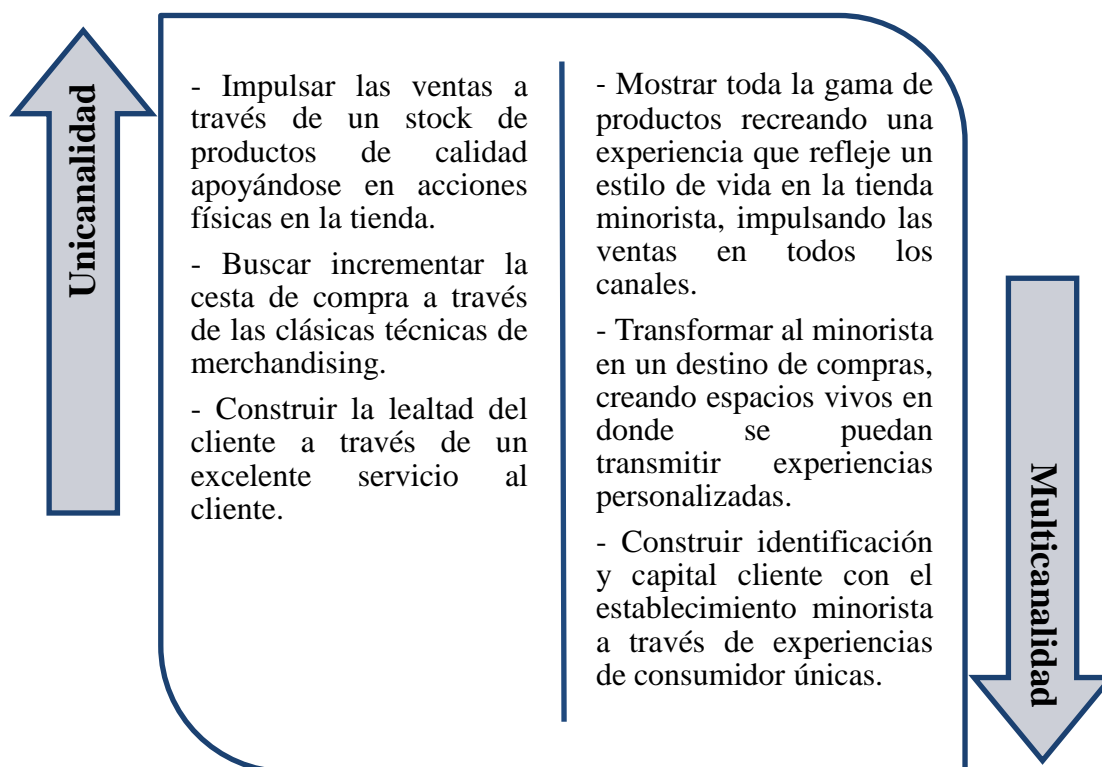 Unicanalidad
- Impulsar las ventas a
través de un stock de
productos de calidad
apoyándose en acciones
físicas en la tienda.
- Buscar incrementar la
cesta de compra a través
de las clásicas técnicas de
merchandising.
- Construir la lealtad del
cliente a través de un
excelente servicio al
cliente.
- Mostrar toda la gama de
productos recreando una
experiencia que refleje un
estilo de vida en la tienda
minorista, impulsando las
ventas en todos los
canales.
- Transformar al minorista
en un destino de compras,
creando espacios vivos en
donde se puedan
transmitir experiencias
personalizadas.
- Construir identificación
y capital cliente con el
establecimiento minorista
a través de experiencias
de consumidor únicas.
Multicanalidad